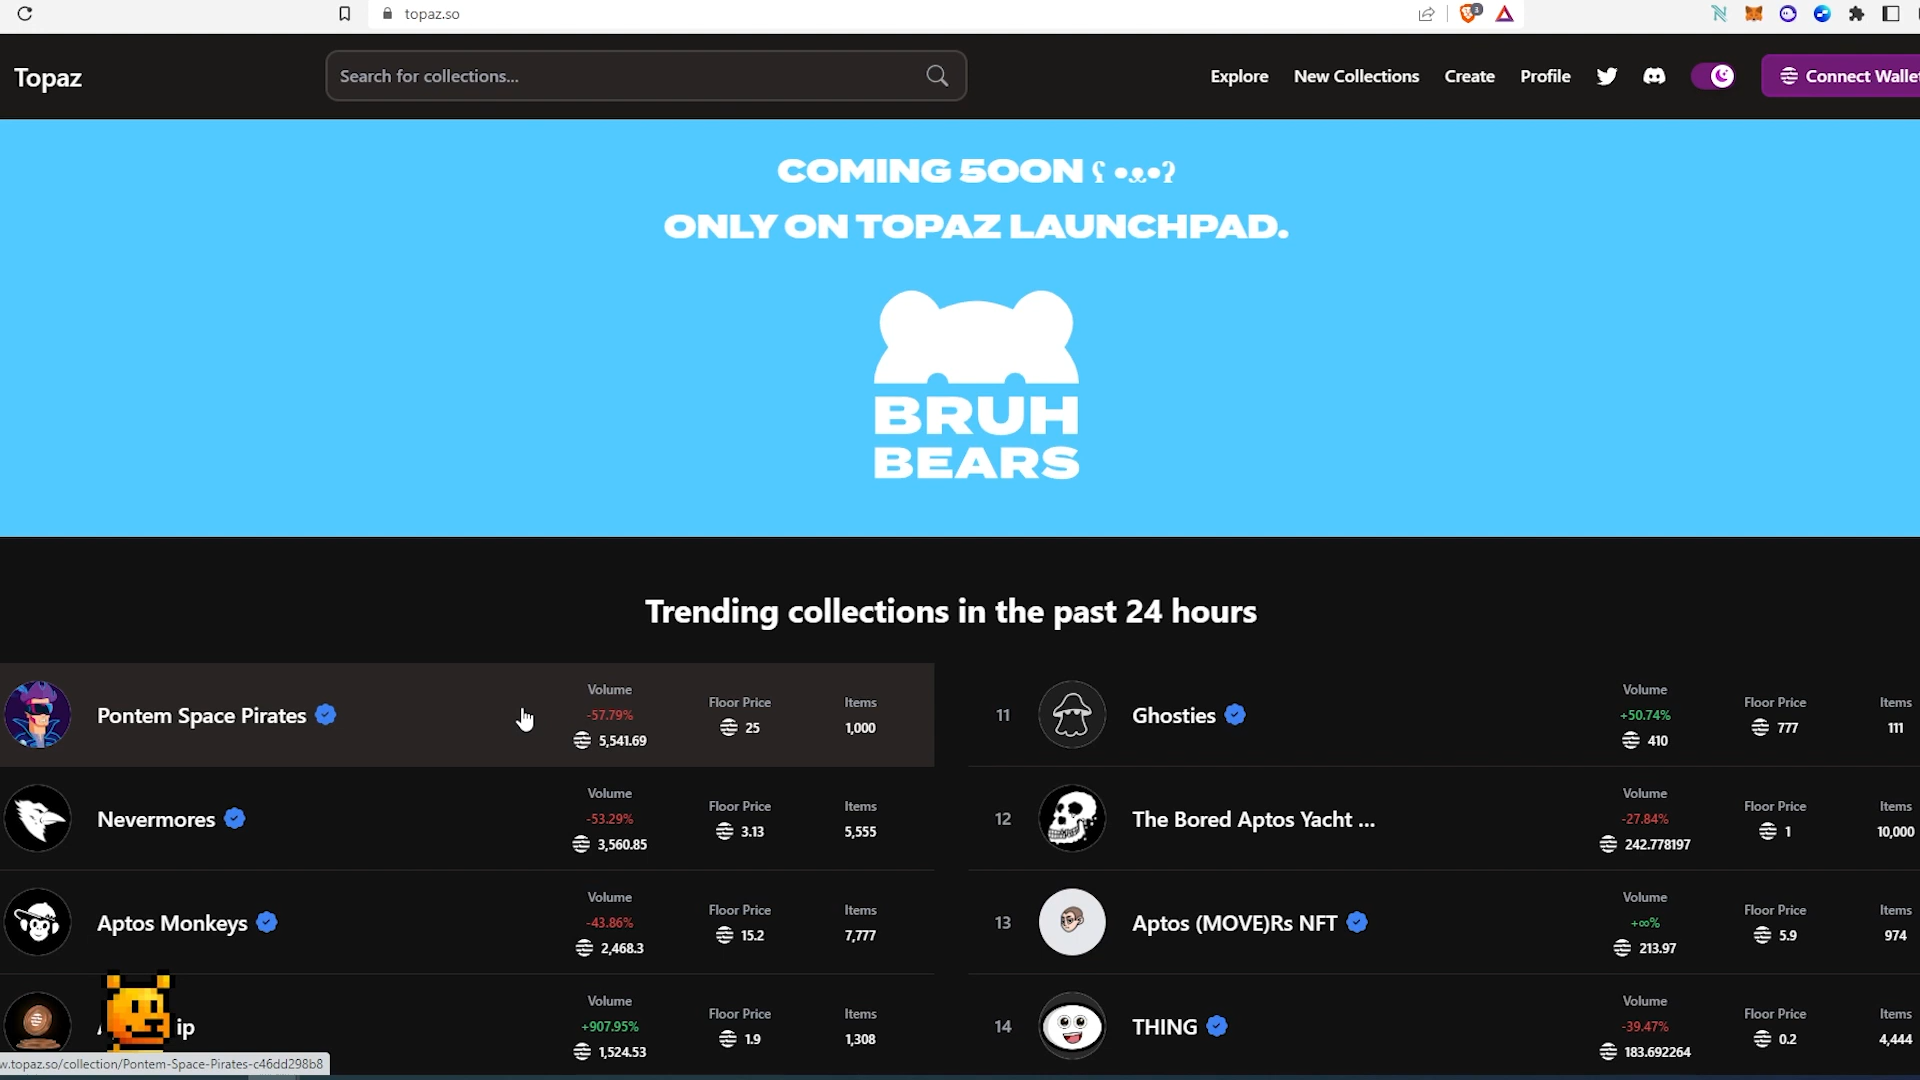 topaz.so
3
Topaz
Search for collections...
Explore
New Collections
Create
Profile
Connect Wallet
COMING 5OON ʕ •ᴥ•ʔ
ONLY ON TOPAZ LAUNCHPAD.
BRUH
BEARS
Trending collections in the past 24 hours
Pontem Space Pirates
Volume
-57.79%
5,541.69
Floor Price
25
Items
1,000
11
Ghosties
Volume
+50.74%
410
Floor Price
777
Items
111
Nevermores
Volume
-53.29%
3,560.85
Floor Price
3.13
Items
5,555
12
The Bored Aptos Yacht ...
Volume
-27.84%
242.778197
Floor Price
1
Items
10,000
Aptos Monkeys
Volume
-43.86%
2,468.3
Floor Price
15.2
Items
7,777
13
Aptos (MOVE)Rs NFT
Volume
+∞%
213.97
Floor Price
5.9
Items
974
ip
Volume
+907.95%
1,524.53
Floor Price
1.9
Items
1,308
14
THING
Volume
-39.47%
183.692264
Floor Price
0.2
Items
4,444
w.topaz.so/collection/Pontem-Space-Pirates-c46dd298b8